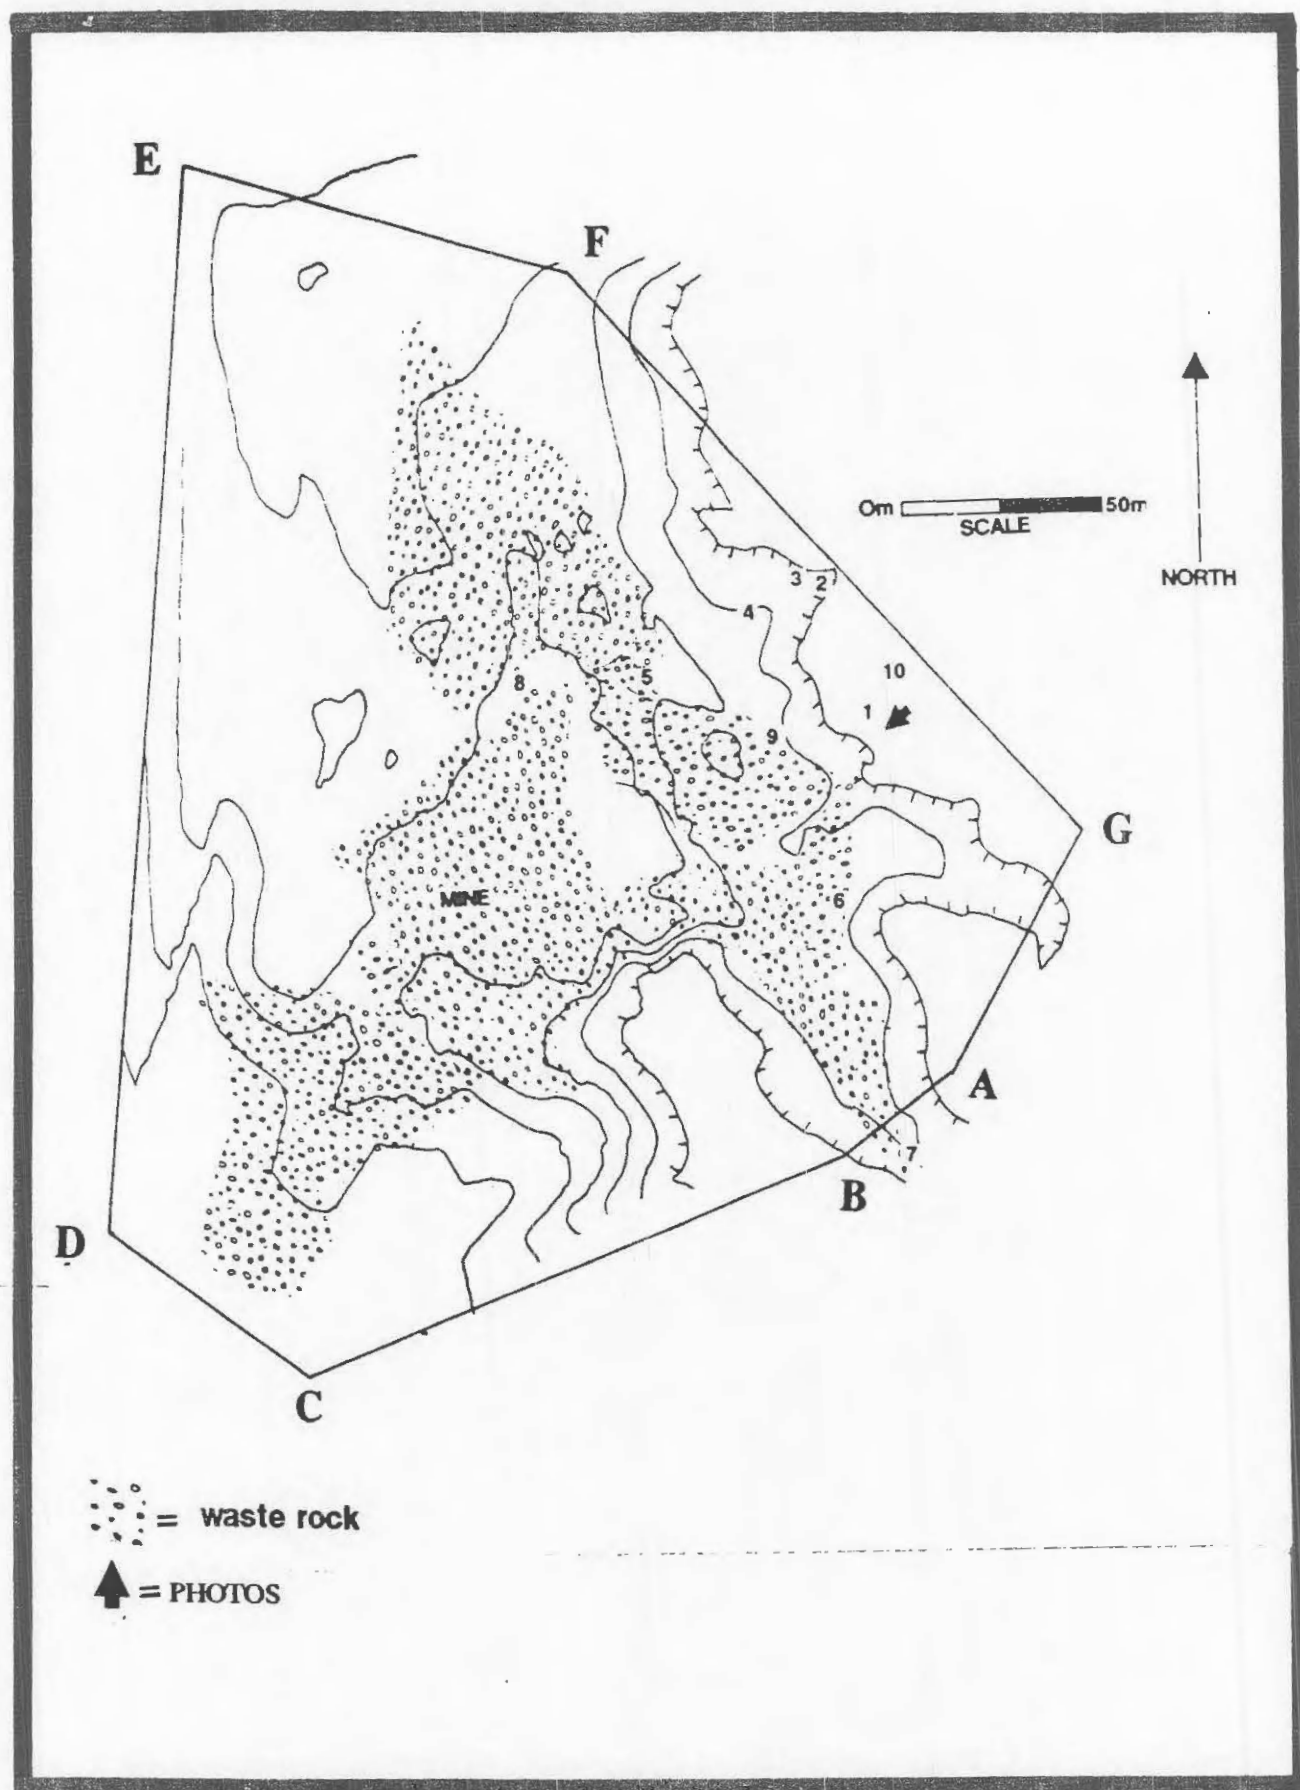 E
F
0m 50m
SCALE
NORTH
3 2
4
10
5
8
1
9
G
MINE
6
A
7
B
D
C
= waste rock
= PHOTOS